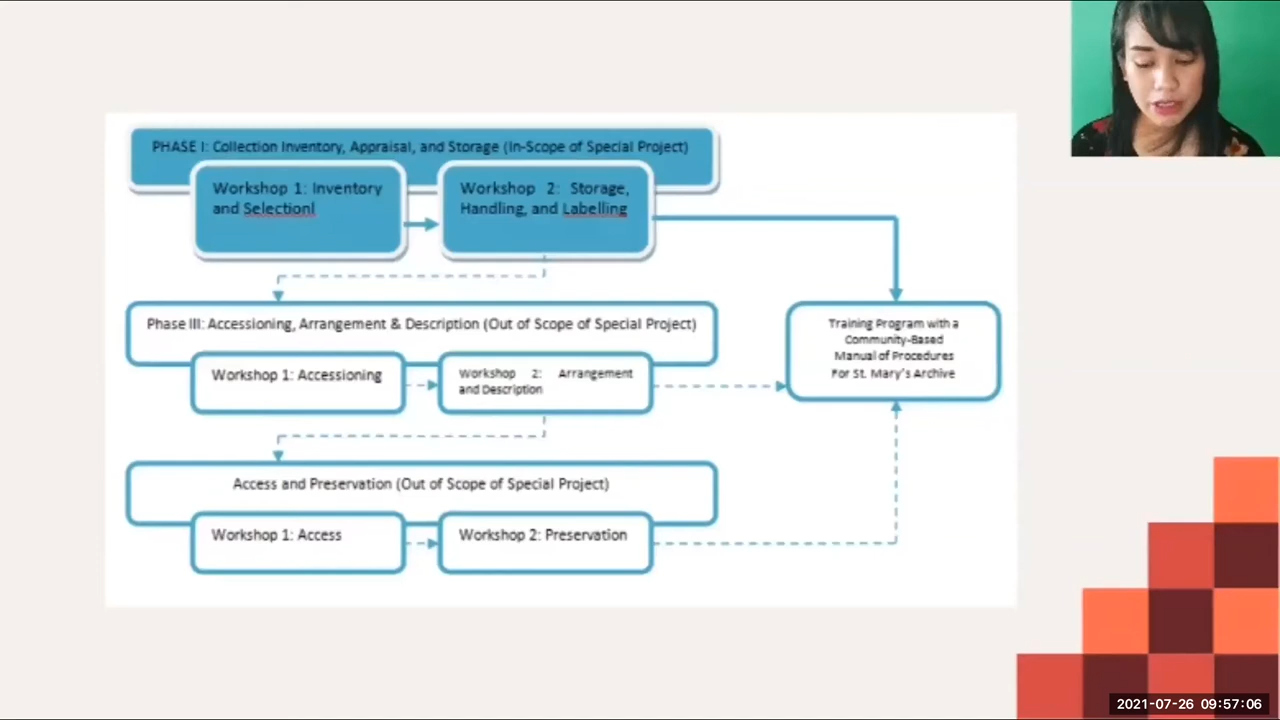 PHASE I: Collection Inventory, Appraisal, and Storage (In-Scope of Special Project)
Workshop 1: Inventory
and Selectionl
Workshop 2: Storage,
Handling, and Labelling
Phase III: Accessioning, Arrangement & Description (Out of Scope of Special Project)
Workshop 1: Accessioning
Workshop 2: Arrangement
and Description
Training Program with a
Community-Based
Manual of Procedures
For St. Mary's Archive
Access and Preservation (Out of Scope of Special Project)
Workshop 1: Access
Workshop 2: Preservation
2021-07-26 09:57:06